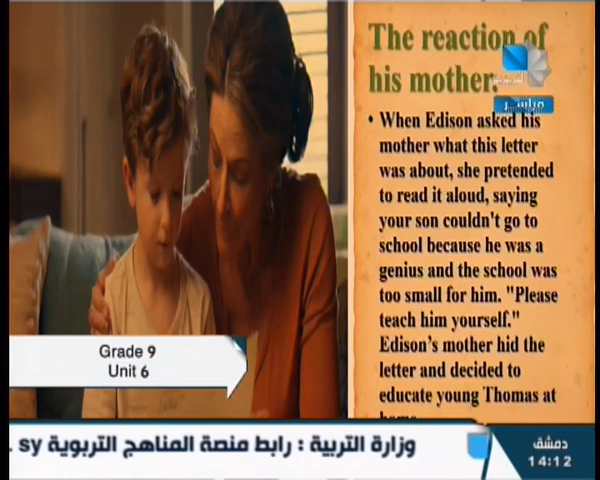 The reaction of
his mother.
• When Edison asked his
mother what this letter
was about, she pretended
to read it aloud, saying
your son couldn't go to
school because he was a
genius and the school was
too small for him. "Please
teach him yourself."
Edison's mother hid the
letter and decided to
educate young Thomas at
home
مباشر
Grade 9
Unit 6
وزارة التربية : رابط منصة المناهج التربوية sy .
دمشق
14:12